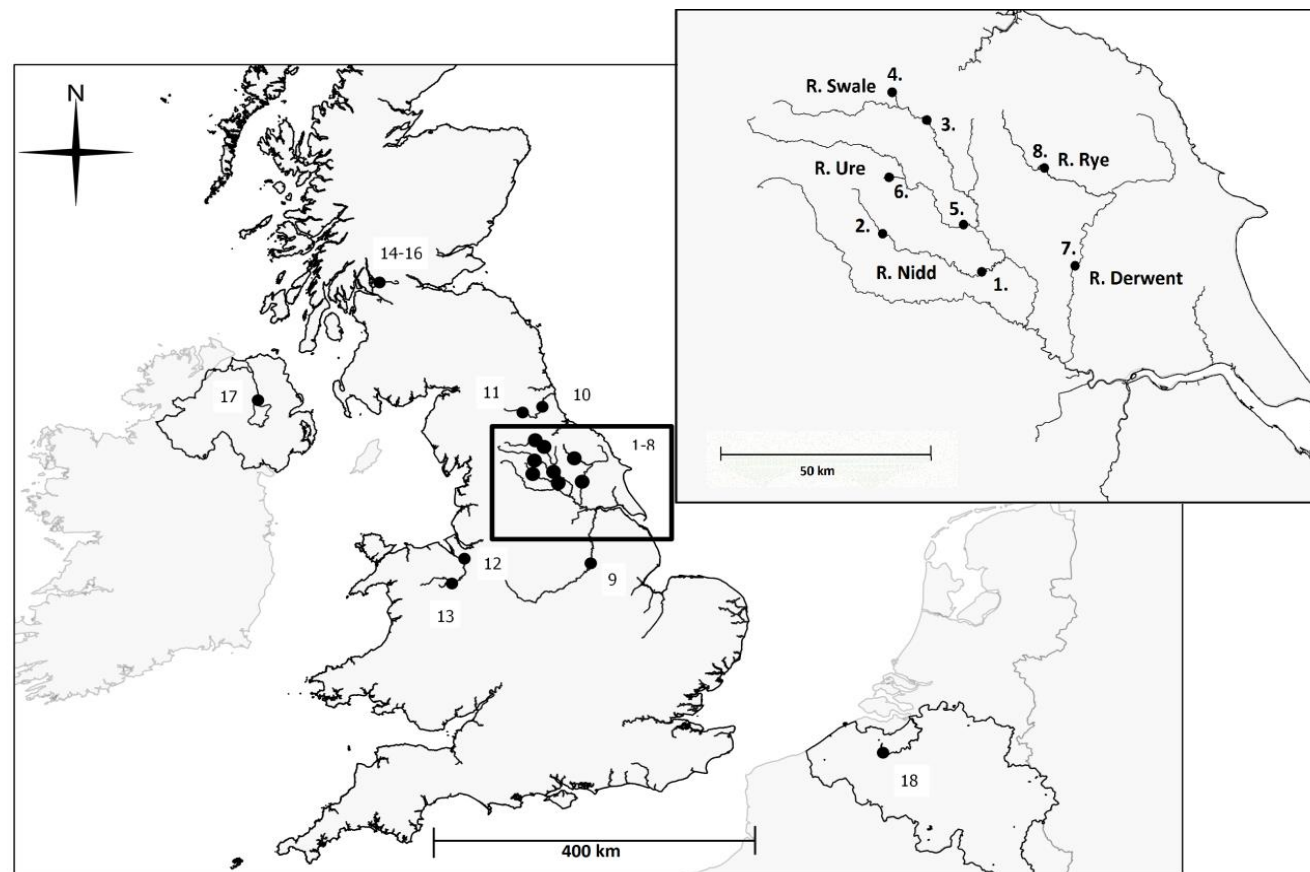 N
14-16
17
11
10
1-8
12
9
13
18
400 km
4.
R. Swale
3.
8.
R. Rye
R. Ure
6.
5.
2.
7.
R. Nidd
1.
R. Derwent
50 km